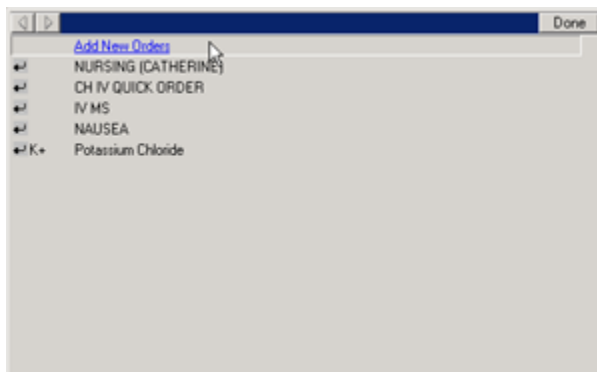 Done
Add New Orders
NURSING (CATHERINE)
CH IV QUICK ORDER
IV MS
NAUSEA
K+ Potassium Chloride